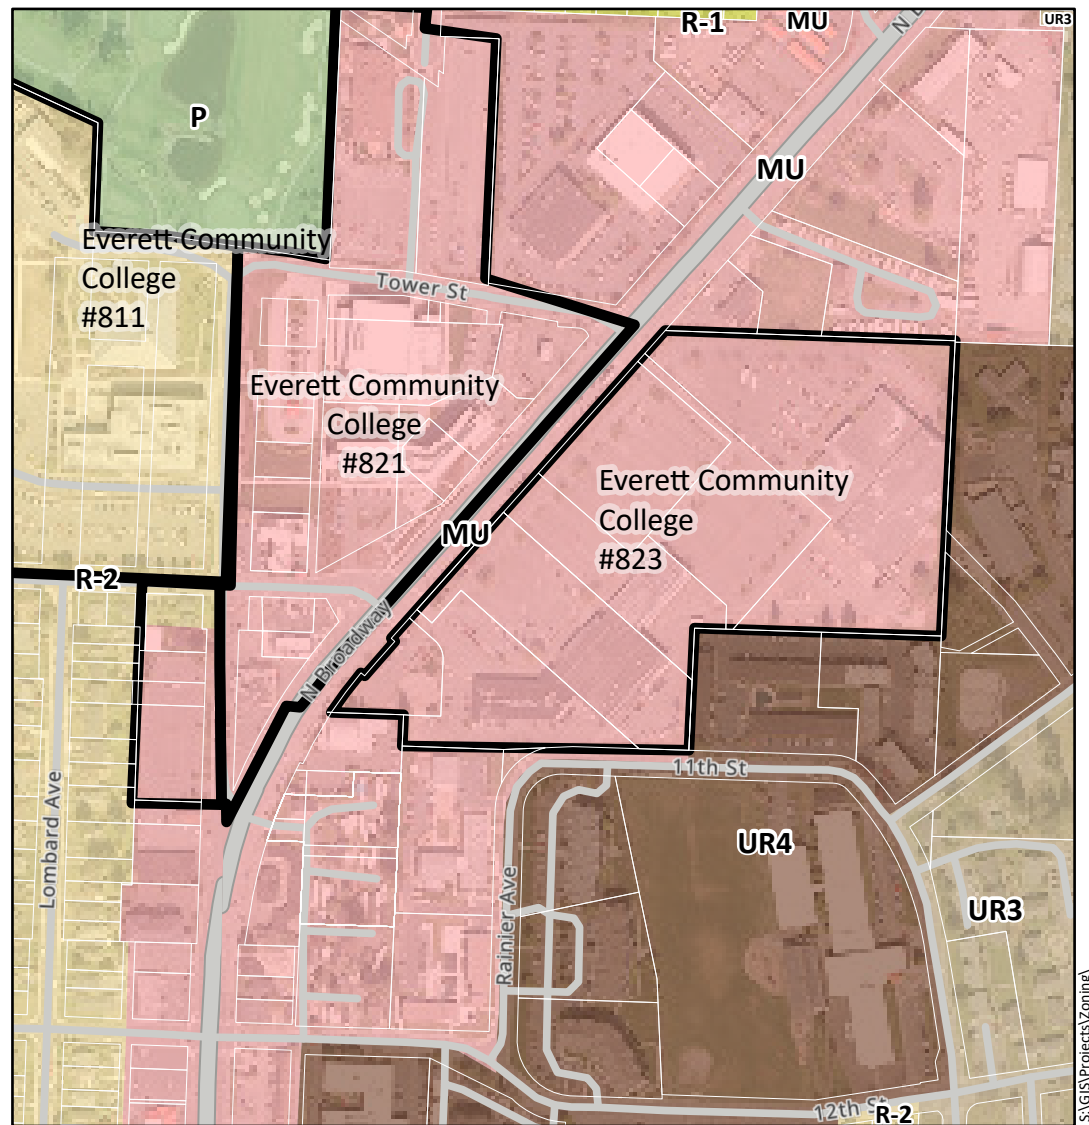 R-1
MU
UR3
N
P
MU
Everett Community
College
#811
Tower St
Everett Community
College
#821
Everett Community
College
#823
MU
R-2
N Broadway
11th St
Lombard Ave
UR4
Rainier Ave
UR3
12th St
R-2
S:\GIS\Projects\Zoning\